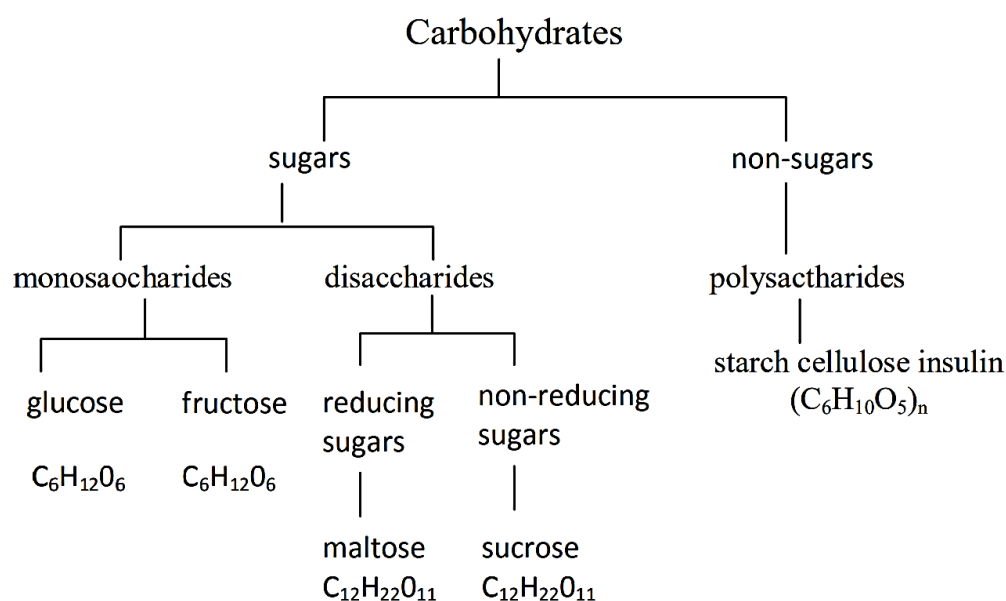 Carbohydrates
sugars
non-sugars
monosaocharides
disaccharides
polysactharides
glucose
fructose
reducing
sugars
non-reducing
sugars
starch cellulose insulin
(C₆H₁₀O₅)ₙ
C₆H₁₂0₆
C₆H₁₂0₆
maltose
C₁₂H₂₂0₁₁
sucrose
C₁₂H₂₂0₁₁